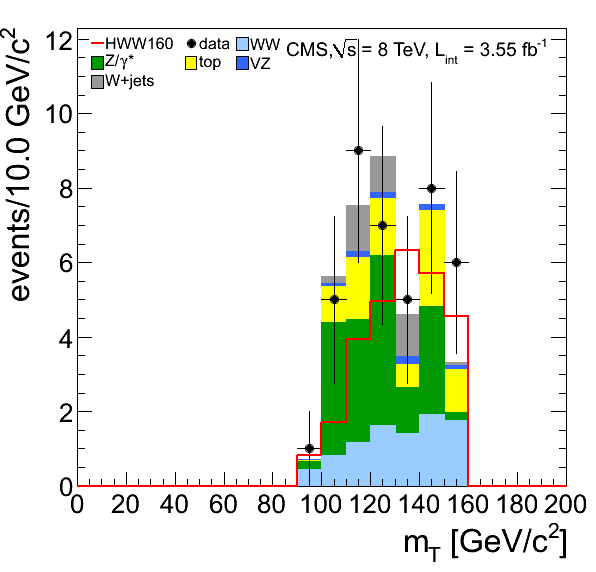 HWW160 data WW CMS,√s = 8 TeV, L_int = 3.55 fb⁻¹
Z/γ* top VZ
W+jets
events/10.0 GeV/c²
12
10
8
6
4
2
0
0 20 40 60 80 100 120 140 160 180 200
m_T [GeV/c²]